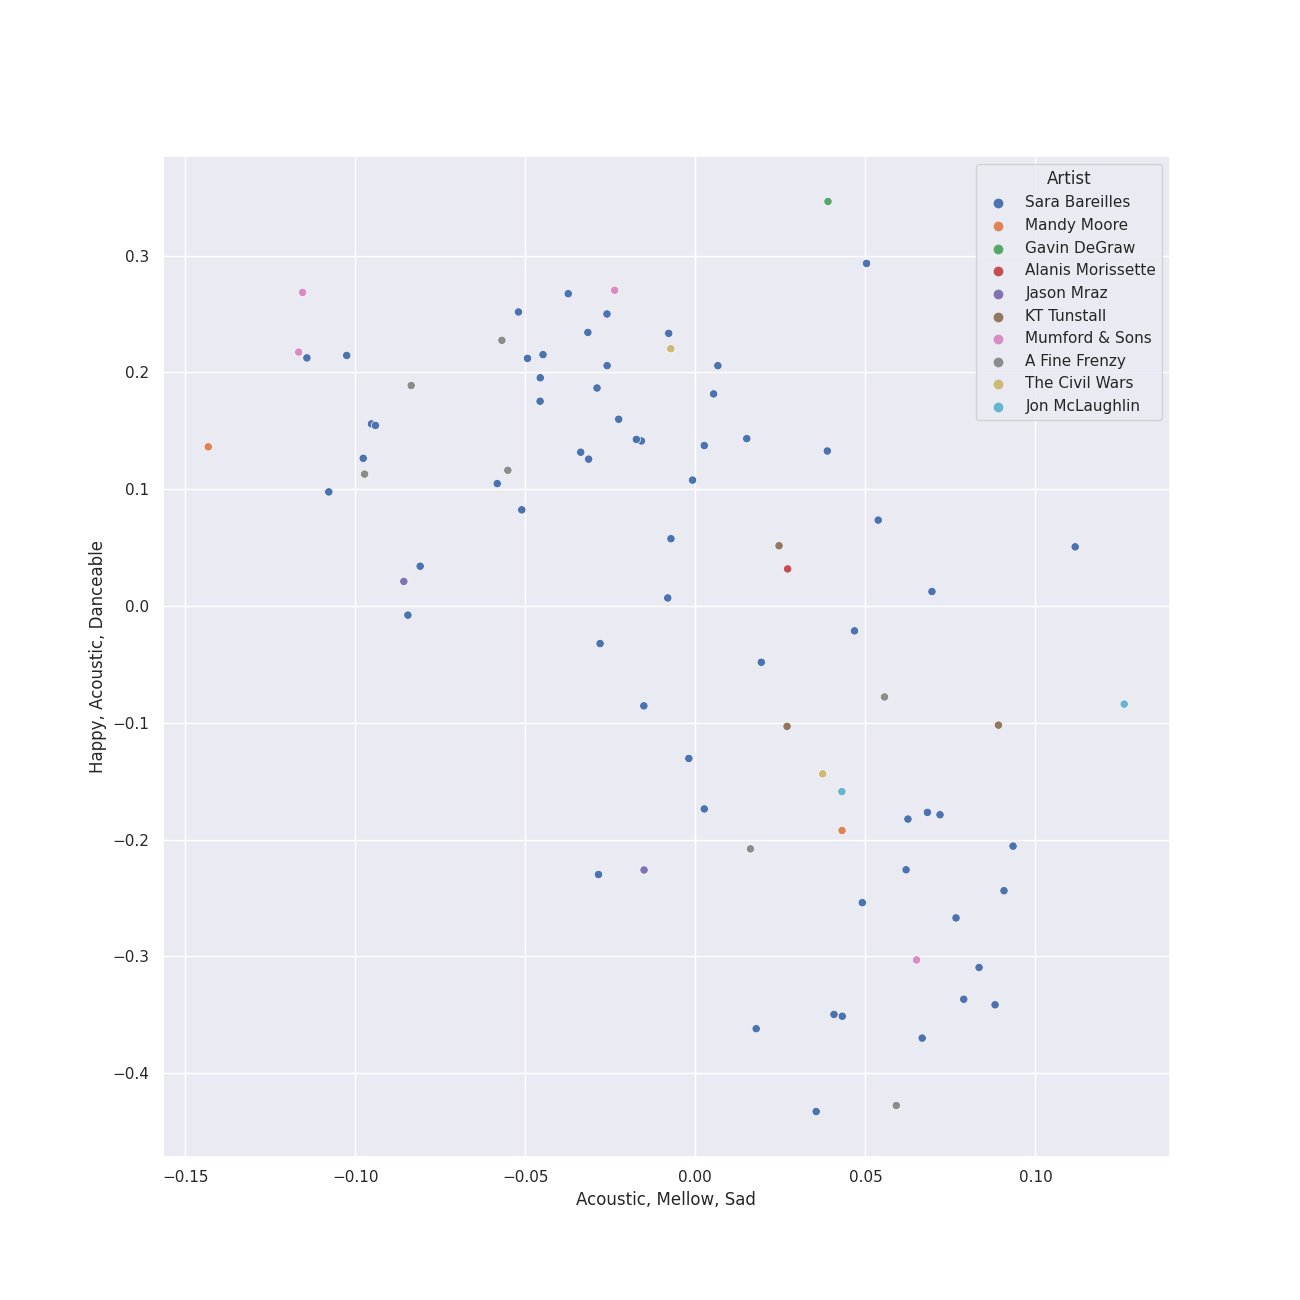 Artist
Sara Bareilles
Mandy Moore
Gavin DeGraw
Alanis Morissette
Jason Mraz
KT Tunstall
Mumford & Sons
A Fine Frenzy
The Civil Wars
Jon McLaughlin
Happy, Acoustic, Danceable
0.3
0.2
0.1
0.0
−0.1
−0.2
−0.3
−0.4
−0.15 −0.10 −0.05 0.00 0.05 0.10
Acoustic, Mellow, Sad